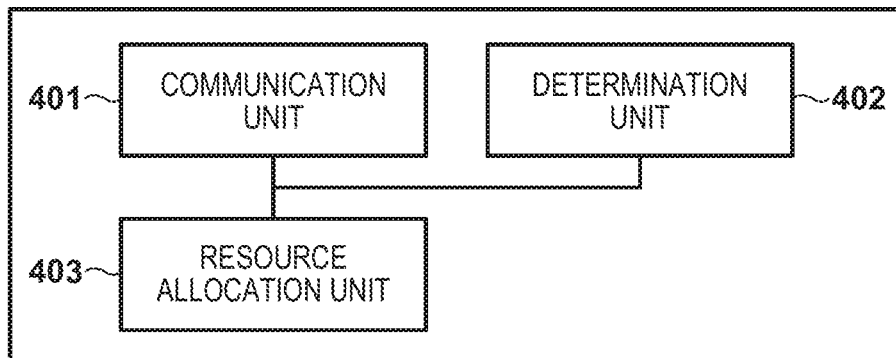 401
COMMUNICATION
UNIT
DETERMINATION
UNIT
402
403
RESOURCE
ALLOCATION UNIT